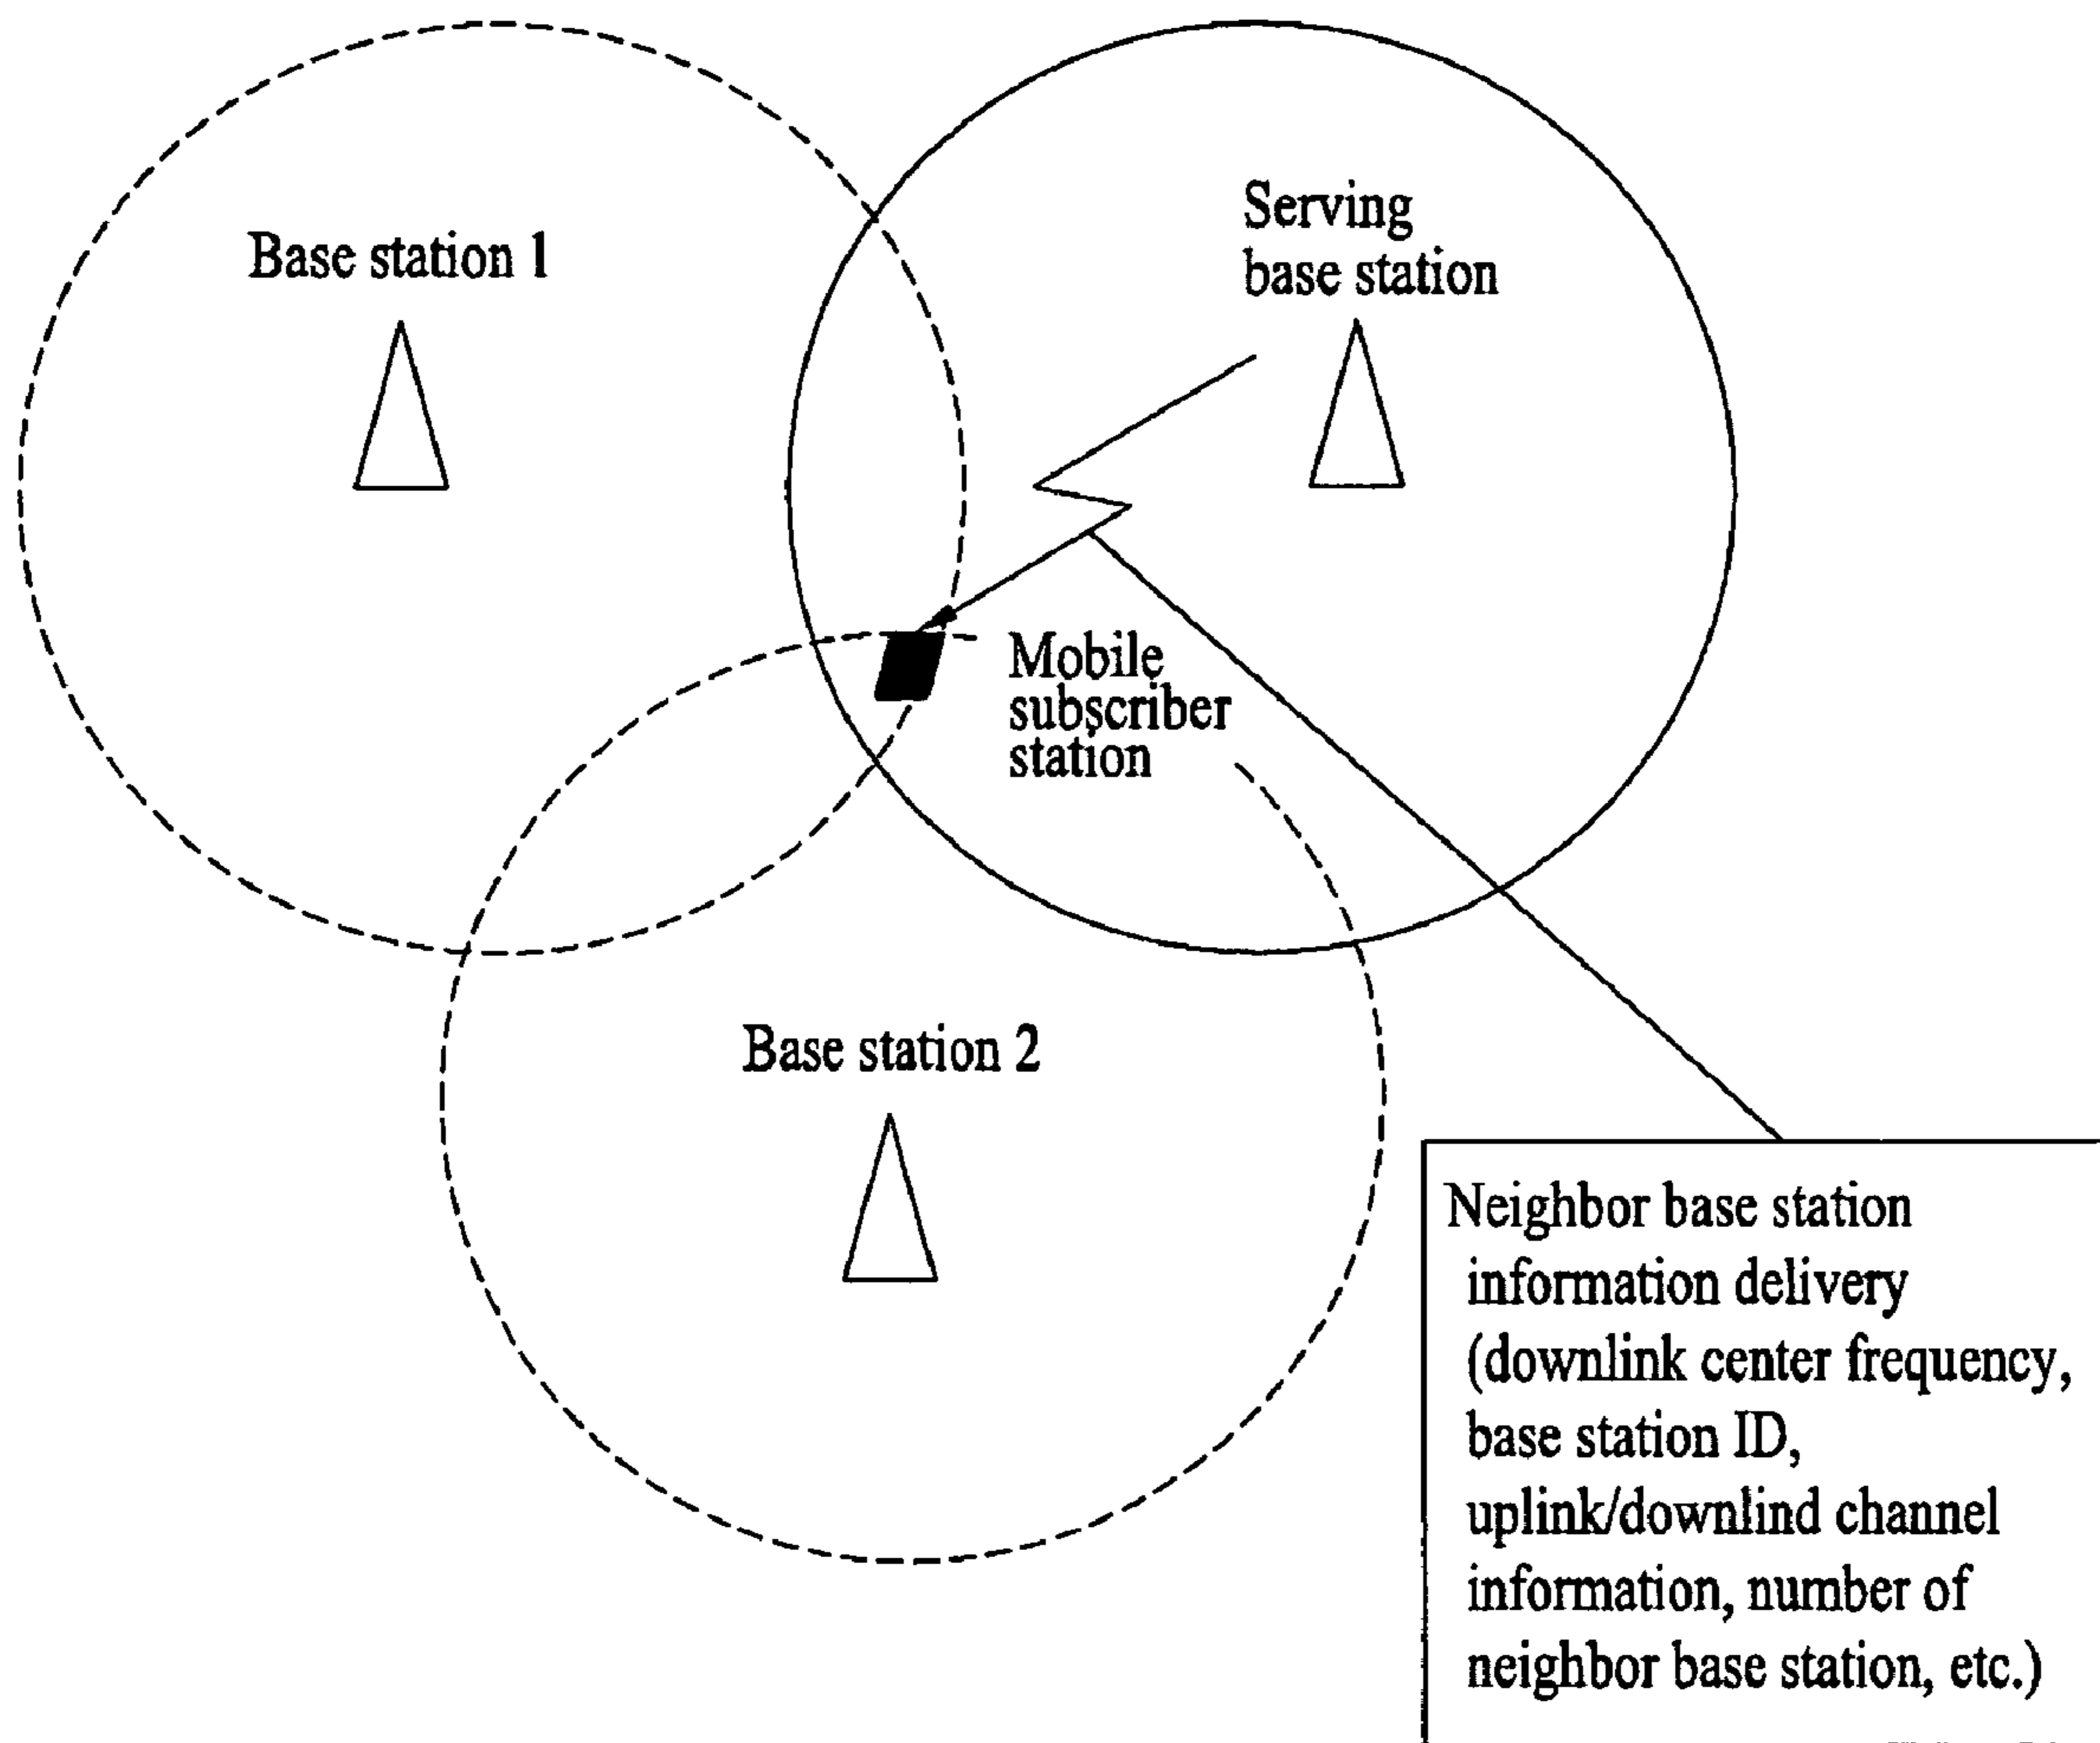 Base station 1
Serving
base station
Mobile
subscriber
station
Base station 2
Neighbor base station
information delivery
(downlink center frequency,
base station ID,
uplink/downlind channel
information, number of
neighbor base station, etc.)